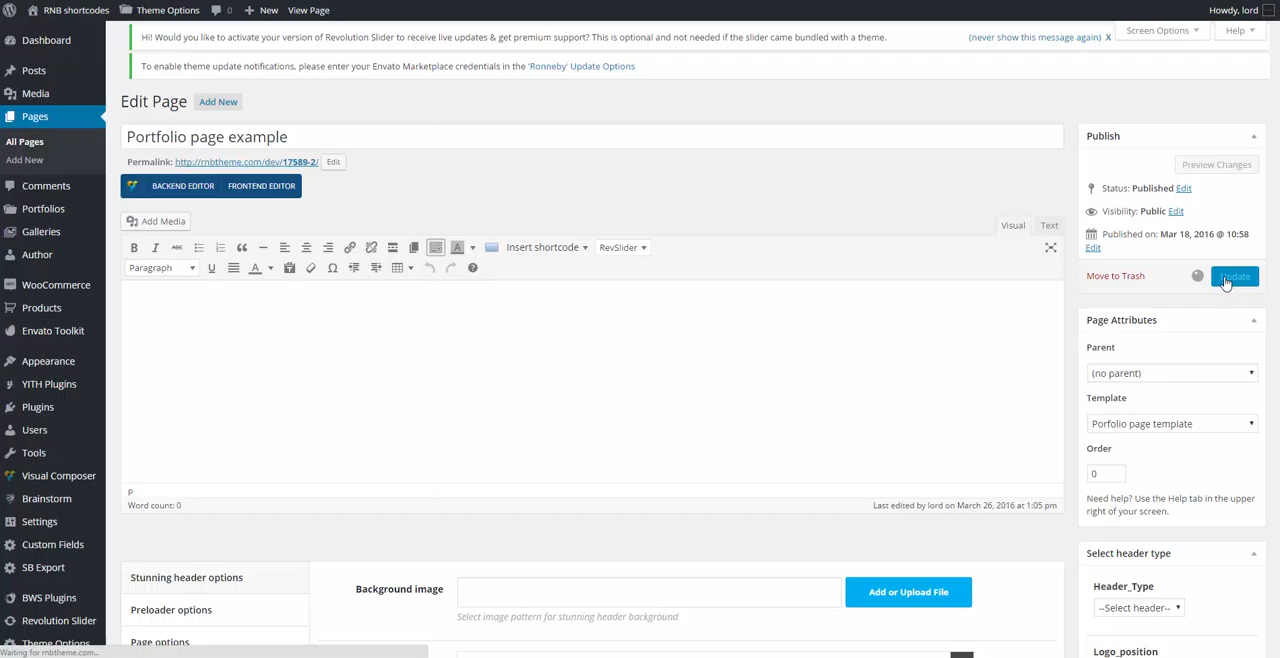 RNB shortcodes Theme Options 0 New View Page Howdy, lord
Hi! Would you like to activate your version of Revolution Slider to receive live updates & get premium support? This is optional and not needed if the slider came bundled with a theme. (never show this message again) X
Screen Options Help
To enable theme update notifications, please enter your Envato Marketplace credentials in the 'Ronneby' Update Options
Dashboard
Posts
Media
Pages
All Pages
Add New
Comments
Portfolios
Galleries
Author
WooCommerce
Products
Envato Toolkit
Appearance
YITH Plugins
Plugins
Users
Tools
Visual Composer
Brainstorm
Settings
Custom Fields
SB Export
BWS Plugins
Revolution Slider
Theme Options
Waiting for rnbtheme.com...
Edit Page Add New
Portfolio page example
Permalink: http://rnbtheme.com/dev/17589-2/ Edit
BACKEND EDITOR FRONTEND EDITOR
Add Media Visual Text
B I ABC A Insert shortcode RevSlider
Paragraph U A Ω
p
Word count: 0 Last edited by lord on March 26, 2016 at 1:05 pm
Stunning header options
Preloader options
Page options
Background image Add or Upload File
Select image pattern for stunning header background
Publish
Preview Changes
Status: Published Edit
Visibility: Public Edit
Published on: Mar 18, 2016 @ 10:58
Edit
Move to Trash Update
Page Attributes
Parent
(no parent)
Template
Porfolio page template
Order
0
Need help? Use the Help tab in the upper
right of your screen.
Select header type
Header_Type
--Select header--
Logo_position